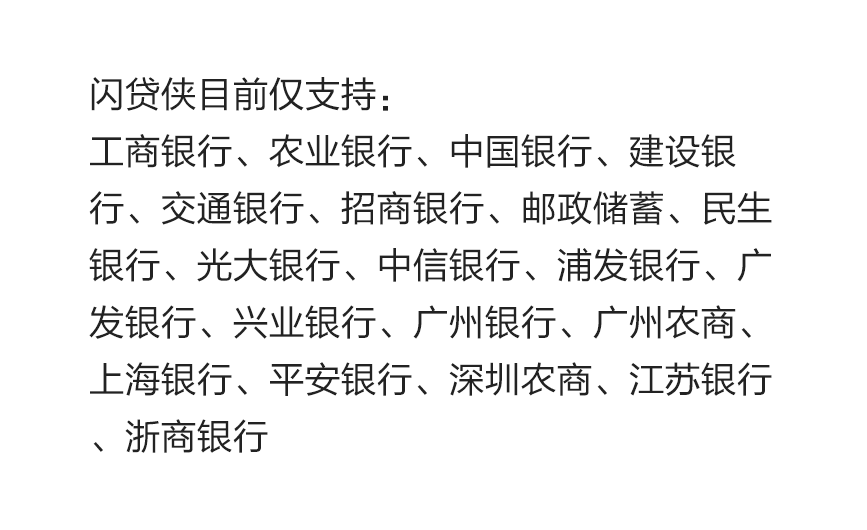 闪贷侠目前仅支持：
工商银行、农业银行、中国银行、建设银
行、交通银行、招商银行、邮政储蓄、民生
银行、光大银行、中信银行、浦发银行、广
发银行、兴业银行、广州银行、广州农商、
上海银行、平安银行、深圳农商、江苏银行
、浙商银行